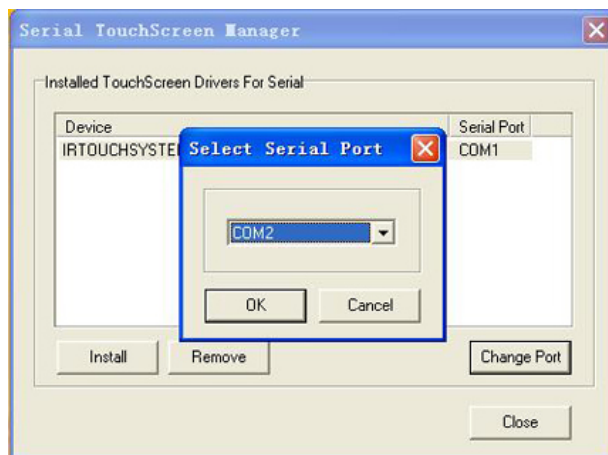 Serial TouchScreen Manager
Installed TouchScreen Drivers For Serial
Device Serial Port
IRTOUCHSYSTE COM1
Select Serial Port
COM2
OK Cancel
Install Remove Change Port
Close